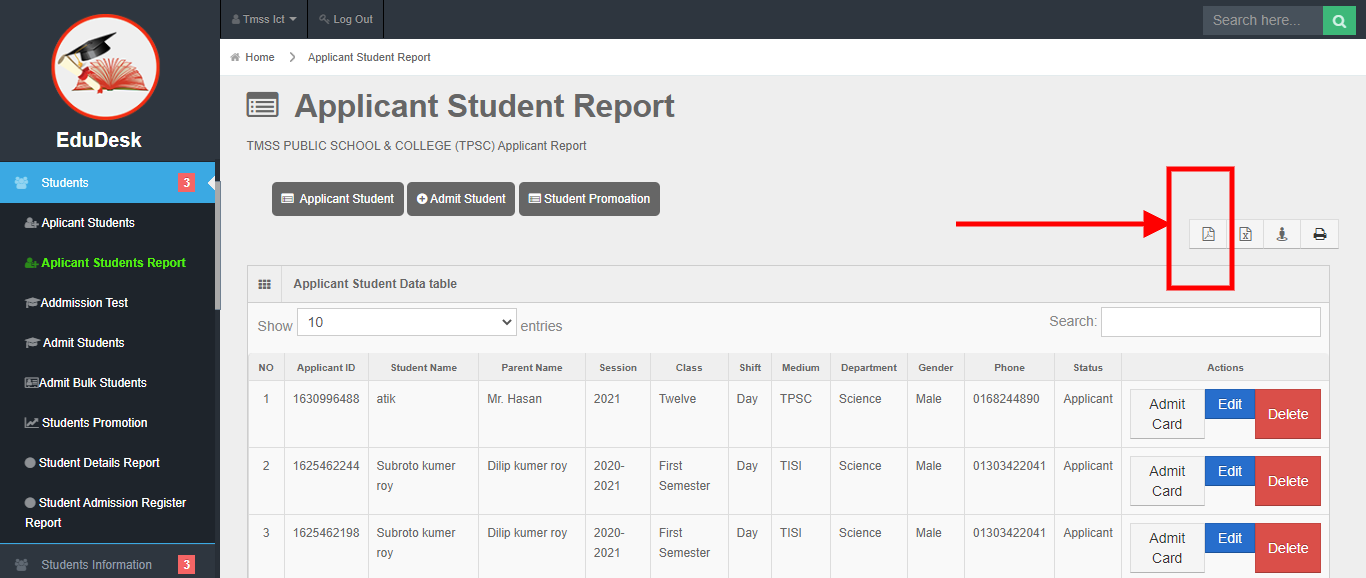 Tmss Ict
Log Out
Search here...
EduDesk
Home
Applicant Student Report
Applicant Student Report
TMSS PUBLIC SCHOOL & COLLEGE (TPSC) Applicant Report
Students 3
Aplicant Students
Aplicant Students Report
Addmission Test
Admit Students
Admit Bulk Students
Students Promotion
Student Details Report
Student Admission Register
Report
Students Information 3
Applicant Student
Admit Student
Student Promoation
Applicant Student Data table
Show 10 entries
Search:
NO Applicant ID Student Name Parent Name Session Class Shift Medium Department Gender Phone Status Actions
1 1630996488 atik Mr. Hasan 2021 Twelve Day TPSC Science Male 0168244890 Applicant Admit Edit Delete
Card
2 1625462244 Subroto kumer Dilip kumer roy 2020- First Day TISI Science Male 01303422041 Applicant Admit Edit Delete
roy 2021 Semester Card
3 1625462198 Subroto kumer Dilip kumer roy 2020- First Day TISI Science Male 01303422041 Applicant Admit Edit Delete
roy 2021 Semester Card